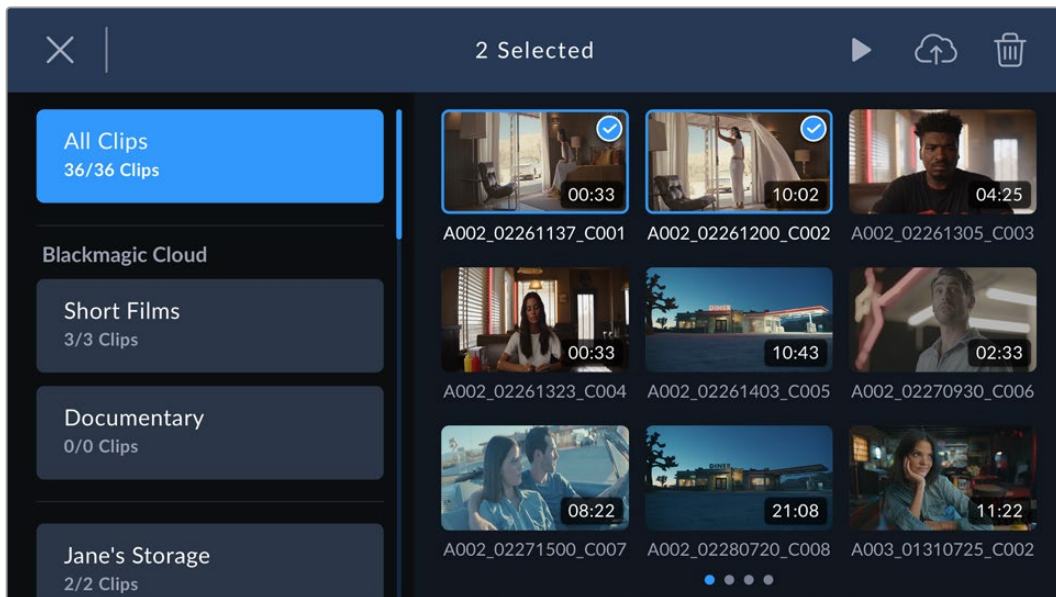 2 Selected
All Clips
36/36 Clips
Blackmagic Cloud
Short Films
3/3 Clips
Documentary
0/0 Clips
Jane's Storage
2/2 Clips
00:33
10:02
04:25
A002_02261137_C001
A002_02261200_C002
A002_02261305_C003
DINER
00:33
10:43
02:33
A002_02261323_C004
A002_02261403_C005
A002_02270930_C006
DINER
08:22
21:08
11:22
A002_02271500_C007
A002_02280720_C008
A003_01310725_C002